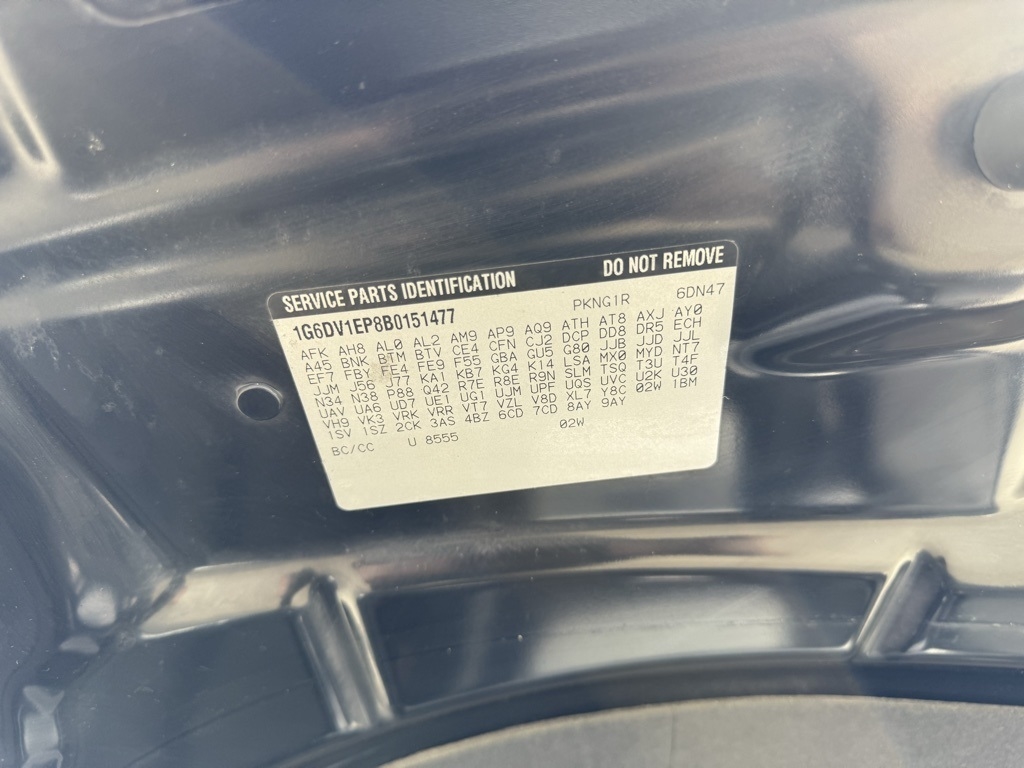 SERVICE PARTS IDENTIFICATION DO NOT REMOVE
1G6DV1EP8B0151477 PKNG1R 6DN47
AFK AH8 AL0 AL2 AM9 AP9 AQ9 ATH AT8 AXJ AY0
A45 BNK BTM BTV CE4 CFN CJ2 DCP DD8 DR5 ECH
EF7 FBY FE4 FE9 F55 GBA GU5 G80 JJB JJD JJL
JJM J56 J77 KA1 KB7 KG4 K14 LSA MX0 MYD NT7
N34 N38 P88 Q42 R7E R8E R9N SLM TSQ T3U T4F
UAV UA6 UD7 UE1 UG1 UJM UPF UQS UVC U2K U30
VH9 VK3 VRK VRR VT7 VZL V8D XL7 Y8C 02W 1BM
1SV 1SZ 2CK 3AS 4BZ 6CD 7CD 8AY 9AY
BC/CC U 8555 02W